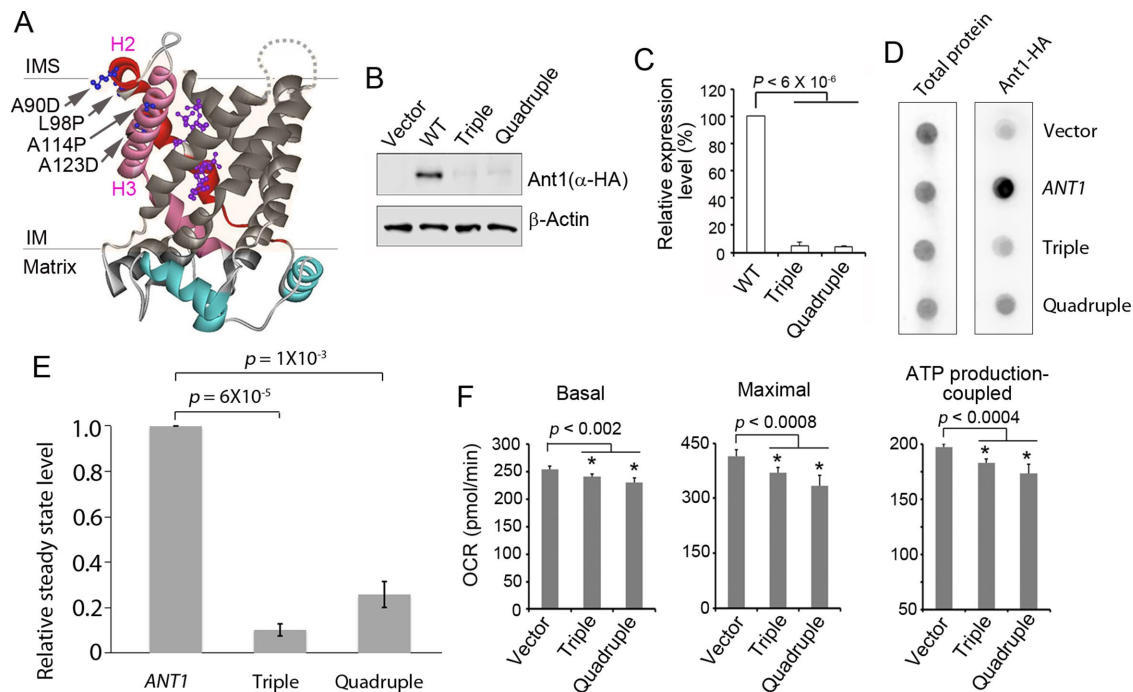 A
H2
IMS
A90D
L98P
A114P
A123D
H3
IM
Matrix
B
Vector
WT
Triple
Quadruple
Ant1(α-HA)
β-Actin
C
P < 6 X 10-6
Relative expression
level (%)
120
100
80
60
40
20
0
WT
Triple
Quadruple
D
Total protein
Ant1-HA
Vector
ANT1
Triple
Quadruple
E
p = 1X10-3
p = 6X10-5
Relative steady state level
1.0
0.8
0.6
0.4
0.2
0
ANT1
Triple
Quadruple
F
Basal
p < 0.002
OCR (pmol/min)
300
250
200
150
100
50
0
* *
Vector
Triple
Quadruple
Maximal
p < 0.0008
450
300
150
0
* *
Vector
Triple
Quadruple
ATP production-
coupled
p < 0.0004
200
150
100
50
* *
Vector
Triple
Quadruple